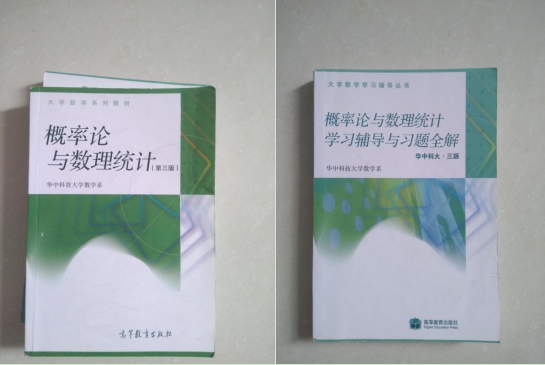 大学数学系列教材
概率论
与数理统计(第三版)
华中科技大学数学系
高等教育出版社
大学数学学习辅导丛书
概率论与数理统计
学习辅导与习题全解
华中科大·三版
华中科技大学数学系
高等教育出版社
Higher Education Press